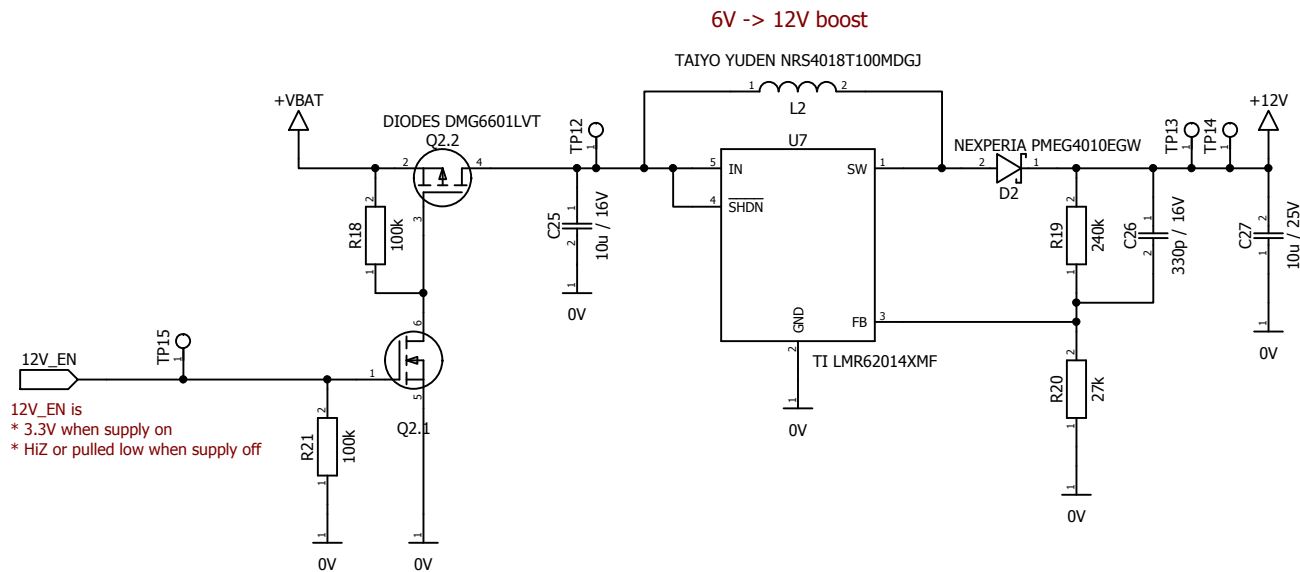 6V -> 12V boost
TAIYO YUDEN NRS4018T100MDGJ
1
2
L2
+VBAT
DIODES DMG6601LVT
Q2.2
2
4
3
TP12
1
U7
5
IN
4
SHDN
SW
1
GND
2
FB
3
TI LMR62014XMF
NEXPERIA PMEG4010EGW
2
1
D2
TP13
1
TP14
1
+12V
R18
100k
2
1
C25
10u / 16V
1
2
0V
R19
240k
2
1
C26
330p / 16V
1
2
C27
10u / 25V
2
1
1
0V
12V_EN
TP15
1
6
1
5
Q2.1
12V_EN is
* 3.3V when supply on
* HiZ or pulled low when supply off
R21
100k
2
1
1
0V
1
0V
1
0V
R20
27k
2
1
1
0V